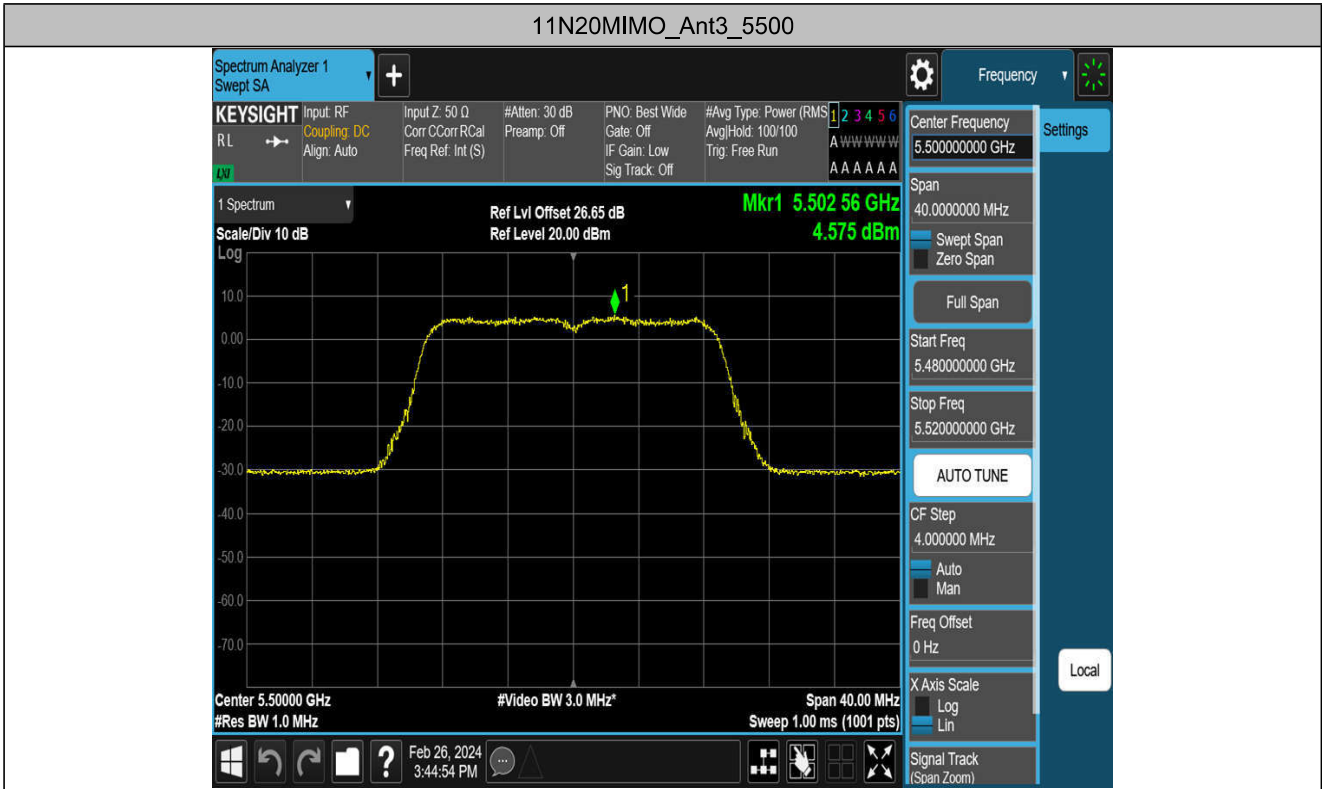 11N20MIMO_Ant3_5500
Spectrum Analyzer 1
Swept SA
+
Frequency
KEYSIGHT
RL
LXI
Input: RF
Coupling: DC
Align: Auto
Input Z: 50 Ω
Corr CCorr RCal
Freq Ref: Int (S)
#Atten: 30 dB
Preamp: Off
PNO: Best Wide
Gate: Off
IF Gain: Low
Sig Track: Off
#Avg Type: Power (RMS
Avg|Hold: 100/100
Trig: Free Run
1 2 3 4 5 6
A W W W W W
A A A A A A
1 Spectrum
Scale/Div 10 dB
Log
Ref Lvl Offset 26.65 dB
Ref Level 20.00 dBm
Mkr1 5.502 56 GHz
4.575 dBm
1
10.0
0.00
-10.0
-20.0
-30.0
-40.0
-50.0
-60.0
-70.0
Center 5.50000 GHz
#Video BW 3.0 MHz*
Span 40.00 MHz
#Res BW 1.0 MHz
Sweep 1.00 ms (1001 pts)
Feb 26, 2024
3:44:54 PM
?
Center Frequency
5.500000000 GHz
Settings
Span
40.0000000 MHz
Swept Span
Zero Span
Full Span
Start Freq
5.480000000 GHz
Stop Freq
5.520000000 GHz
AUTO TUNE
CF Step
4.000000 MHz
Auto
Man
Freq Offset
0 Hz
X Axis Scale
Log
Lin
Local
Signal Track
(Span Zoom)